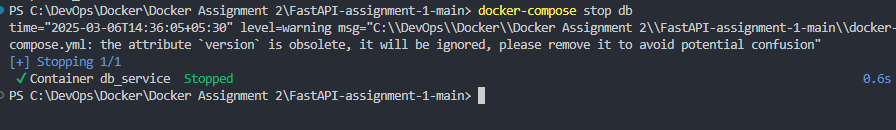 PS C:\DevOps\Docker\Docker Assignment 2\FastAPI-assignment-1-main> docker-compose stop db
time="2025-03-06T14:36:05+05:30" level=warning msg="C:\\DevOps\\Docker\\Docker Assignment 2\\FastAPI-assignment-1-main\\docker-
compose.yml: the attribute `version` is obsolete, it will be ignored, please remove it to avoid potential confusion"
[+] Stopping 1/1
✓ Container db_service Stopped 0.6s
PS C:\DevOps\Docker\Docker Assignment 2\FastAPI-assignment-1-main>